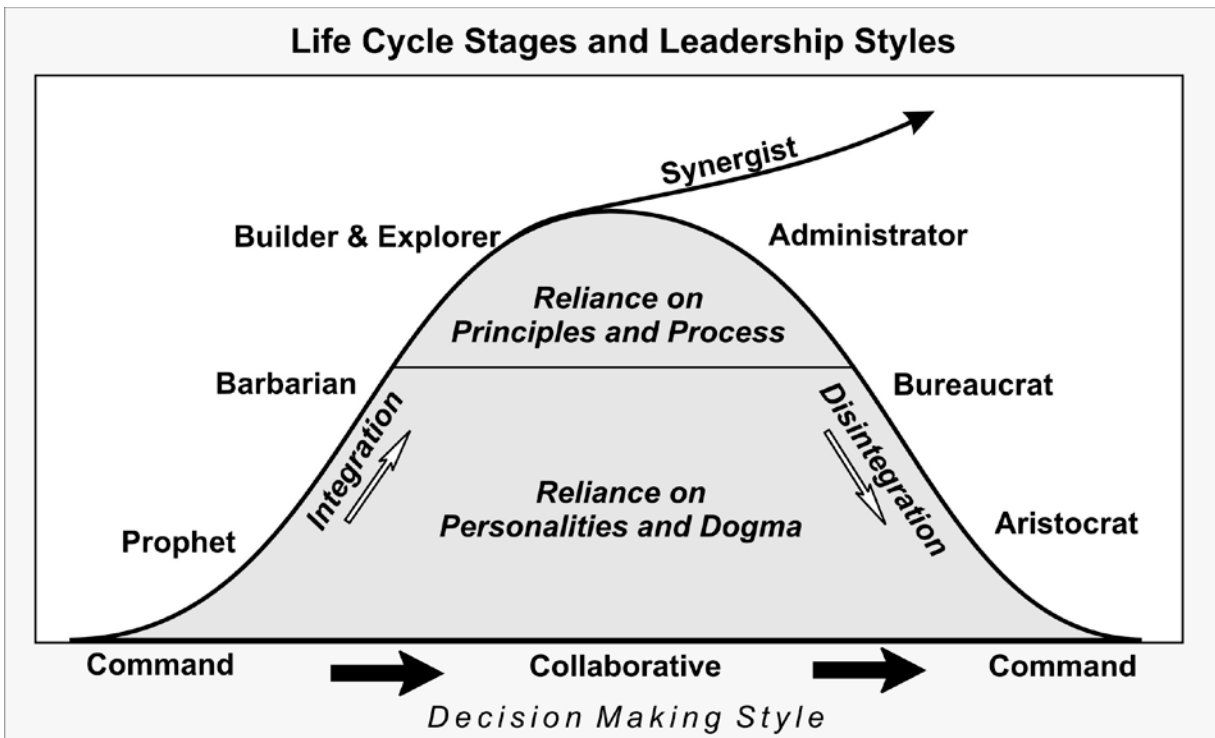 Life Cycle Stages and Leadership Styles
Synergist
Builder & Explorer
Administrator
Reliance on
Principles and Process
Barbarian
Bureaucrat
Integration
Disintegration
Reliance on
Personalities and Dogma
Prophet
Aristocrat
Command
Collaborative
Command
Decision Making Style